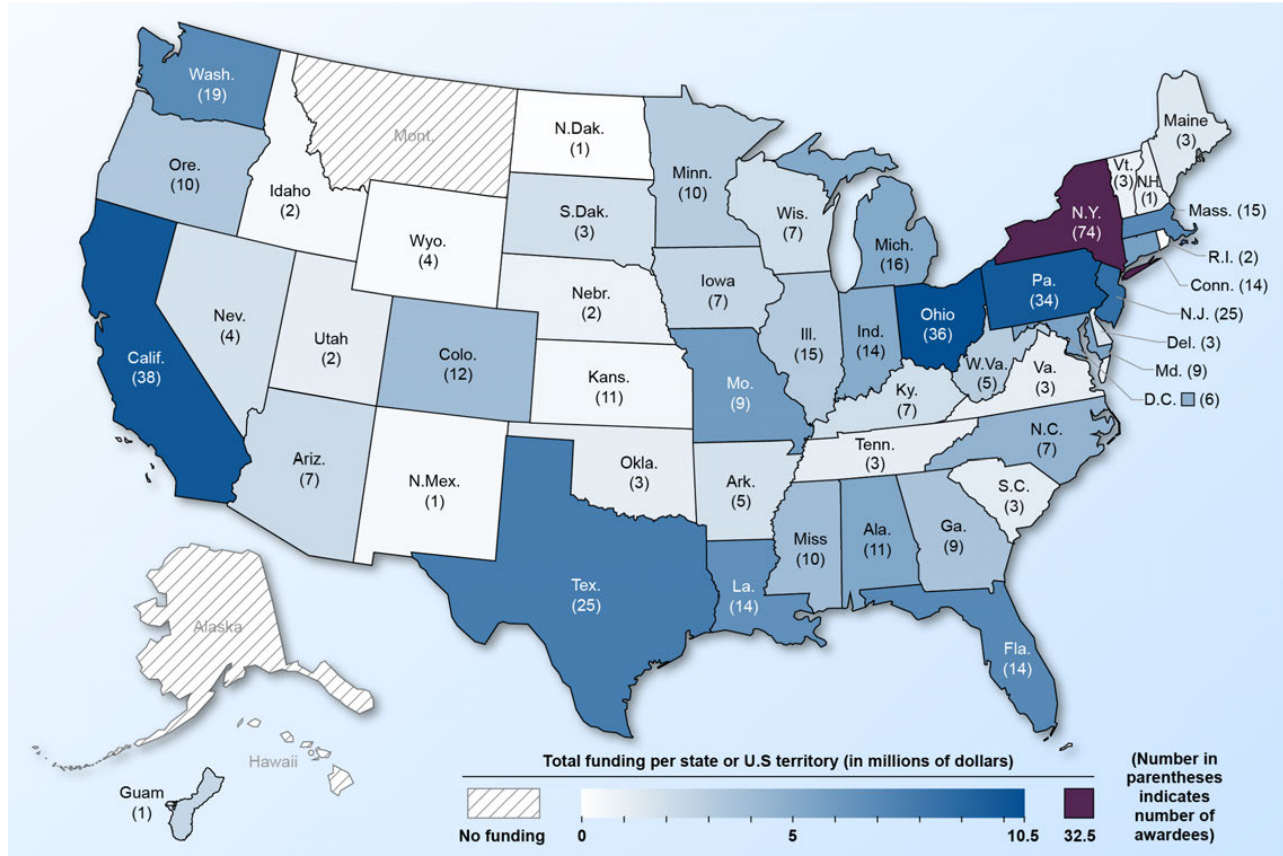 Wash.
(19)
Mont.
N.Dak.
(1)
Minn.
(10)
Maine
(3)
Vt.
(3)
N.H.
(1)
Ore.
(10)
Idaho
(2)
S.Dak.
(3)
Wis.
(7)
Mich.
(16)
N.Y.
(74)
Mass. (15)
R.I. (2)
Conn. (14)
N.J. (25)
Del. (3)
Md. (9)
D.C. (6)
Wyo.
(4)
Nebr.
(2)
Iowa
(7)
Pa.
(34)
Nev.
(4)
Utah
(2)
Colo.
(12)
Ill.
(15)
Ind.
(14)
Ohio
(36)
Calif.
(38)
Kans.
(11)
Mo.
(9)
Ky.
(7)
W.Va.
(5)
Va.
(3)
Ariz.
(7)
N.Mex.
(1)
Okla.
(3)
Ark.
(5)
Tenn.
(3)
N.C.
(7)
S.C.
(3)
Tex.
(25)
La.
(14)
Miss
(10)
Ala.
(11)
Ga.
(9)
Fla.
(14)
Alaska
Hawaii
Guam
(1)
Total funding per state or U.S territory (in millions of dollars)
No funding
0
5
10.5
32.5
(Number in
parentheses
indicates
number of
awardees)